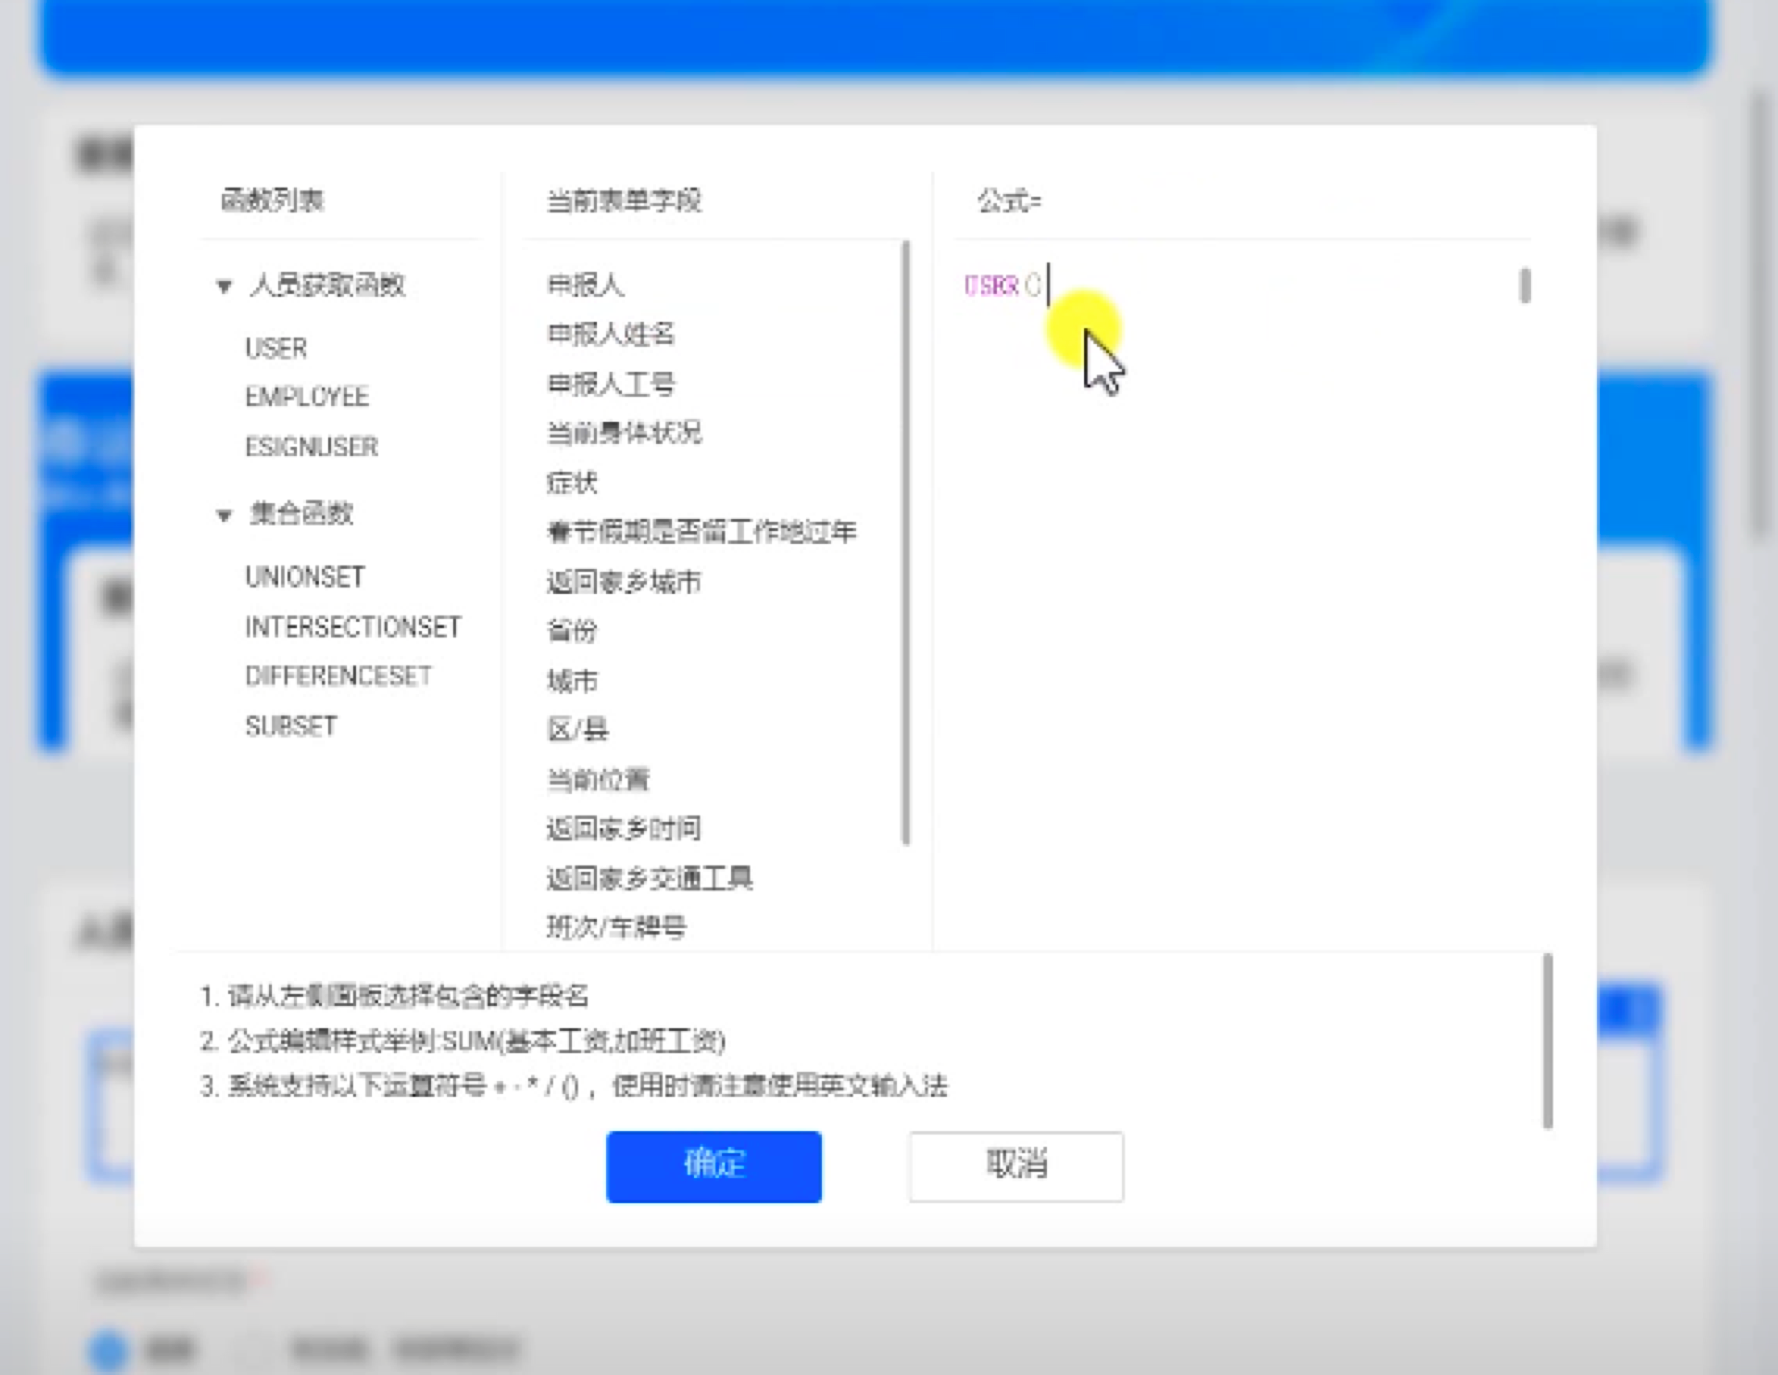 函数列表
人员获取函数
USER
EMPLOYEE
ESIGNUSER
集合函数
UNIONSET
INTERSECTIONSET
DIFFERENCESET
SUBSET
当前表单字段
申报人
申报人姓名
申报人工号
当前身体状况
症状
春节假期是否留工作地过年
返回家乡城市
省份
城市
区/县
当前位置
返回家乡时间
返回家乡交通工具
班次/车牌号
公式=
USER()
1. 请从左侧面板选择包含的字段名
2. 公式编辑样式举例:SUM(基本工资,加班工资)
3. 系统支持以下运算符号 + - * / () ，使用时请注意使用英文输入法
确定
取消